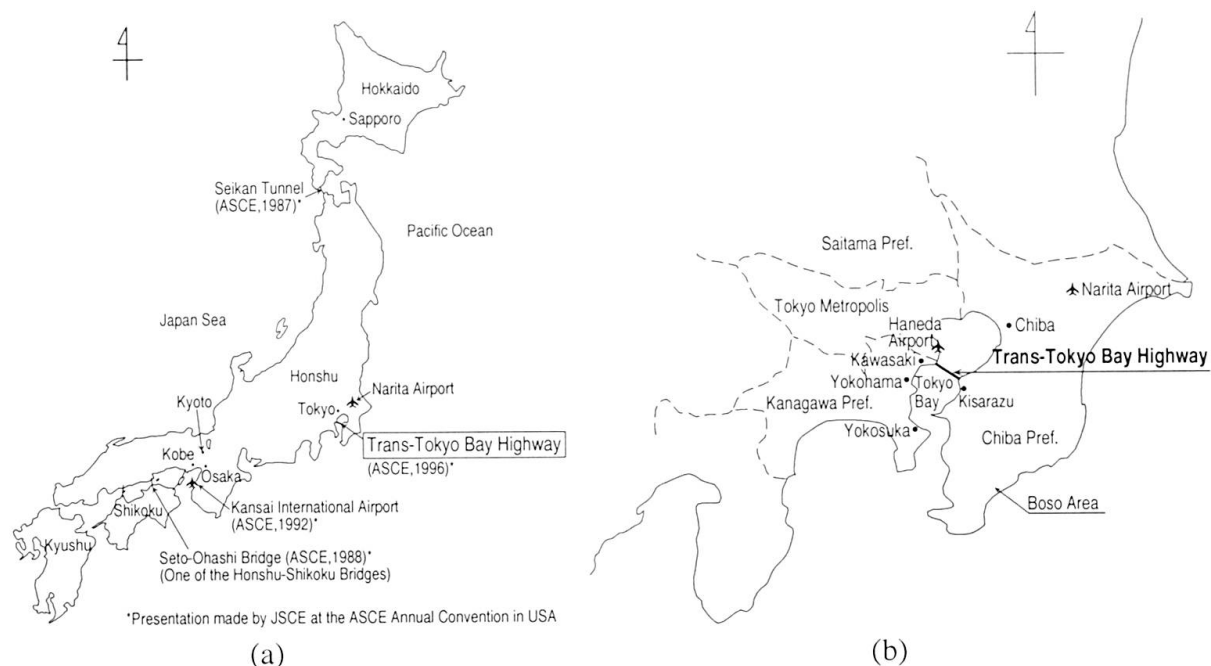 Hokkaido
Sapporo
Seikan Tunnel
(ASCE,1987)*
Pacific Ocean
Japan Sea
Honshu
Narita Airport
Kyoto
Tokyo
Trans-Tokyo Bay Highway
(ASCE,1996)*
Kobe
Osaka
Kansai International Airport
(ASCE,1992)*
Shikoku
Kyushu
Seto-Ohashi Bridge (ASCE,1988)*
(One of the Honshu-Shikoku Bridges)
*Presentation made by JSCE at the ASCE Annual Convention in USA
(a)
Saitama Pref.
Narita Airport
Tokyo Metropolis
Haneda
Airport
Chiba
Kawasaki
Trans-Tokyo Bay Highway
Yokohama
Tokyo
Bay
Kisarazu
Kanagawa Pref.
Yokosuka
Chiba Pref.
Boso Area
(b)